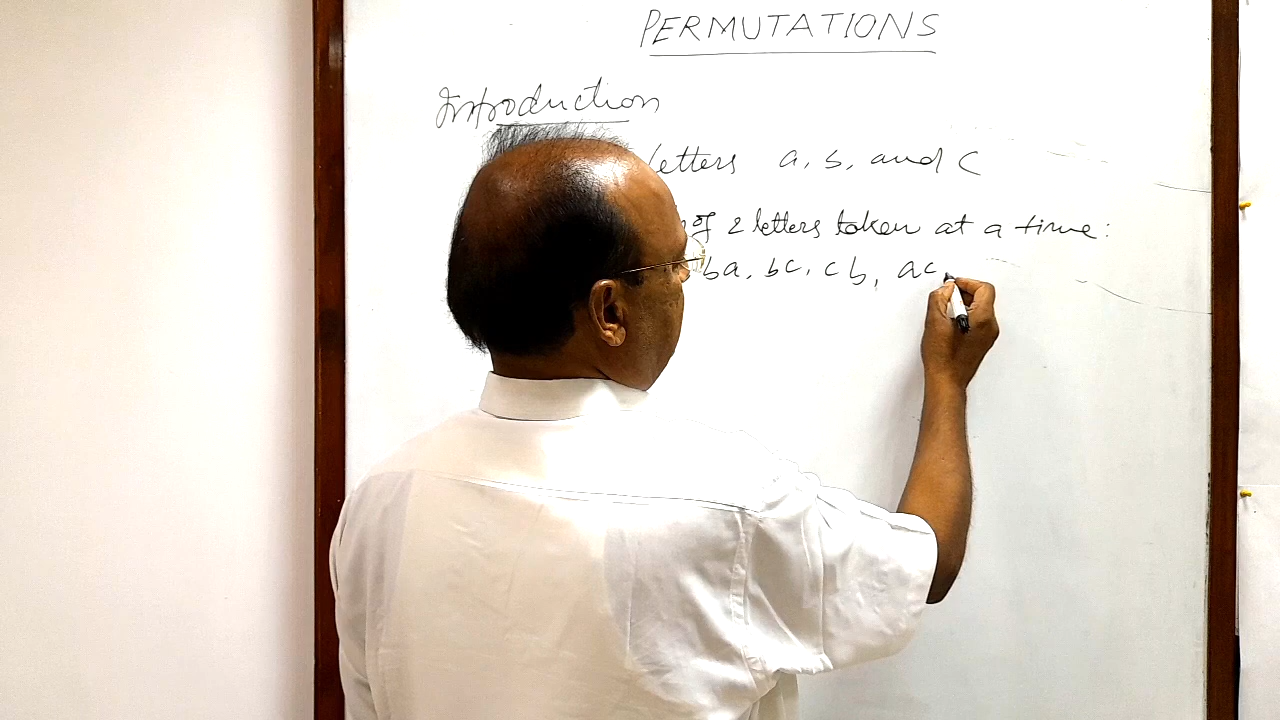 PERMUTATIONS
Introduction
letters a, b, and c
of 2 letters taken at a time:
ba, bc, cb, ac,